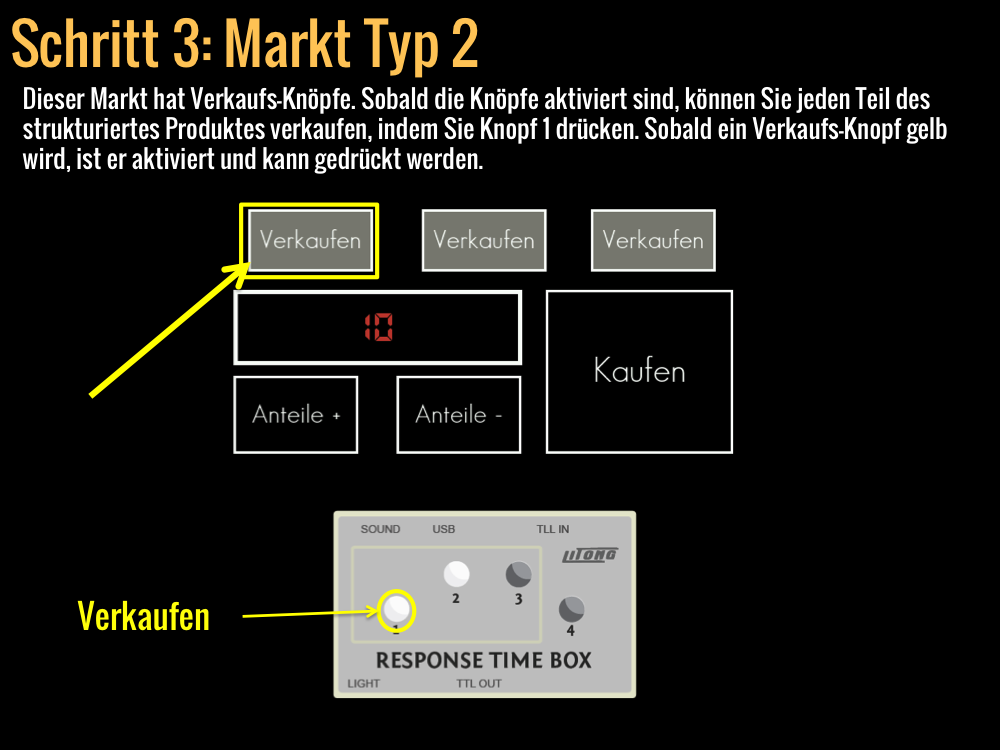 Schritt 3: Markt Typ 2
Dieser Markt hat Verkaufs-Knöpfe. Sobald die Knöpfe aktiviert sind, können Sie jeden Teil des
strukturiertes Produktes verkaufen, indem Sie Knopf 1 drücken. Sobald ein Verkaufs-Knopf gelb
wird, ist er aktiviert und kann gedrückt werden.
Verkaufen Verkaufen Verkaufen
10
Kaufen
Anteile + Anteile -
SOUND USB TLL IN
LITONG
2 3
Verkaufen
1 4
RESPONSE TIME BOX
LIGHT TTL OUT